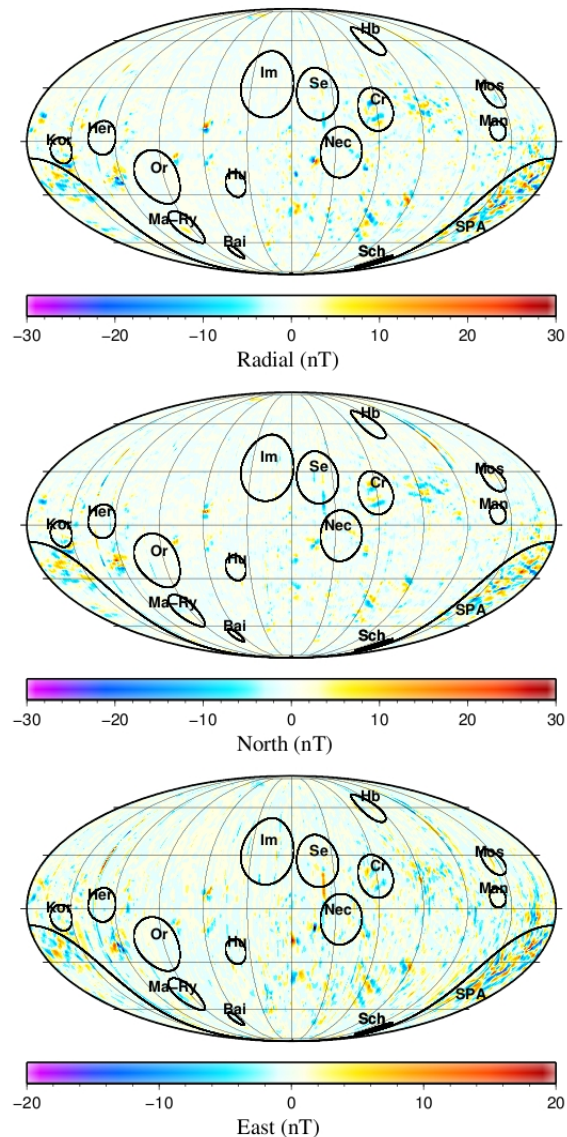 Hb
Im
Se
Mos
Cr
Man
Her
Kor
Nec
Or
Hu
Ma−Ry
SPA
Bai
Sch
−30 −20 −10 0 10 20 30
Radial (nT)
Hb
Im
Se
Mos
Cr
Man
Her
Kor
Nec
Or
Hu
Ma−Ry
SPA
Bai
Sch
−30 −20 −10 0 10 20 30
North (nT)
Hb
Im
Se
Mos
Cr
Man
Her
Kor
Nec
Or
Hu
Ma−Ry
SPA
Bai
Sch
−20 −10 0 10 20
East (nT)